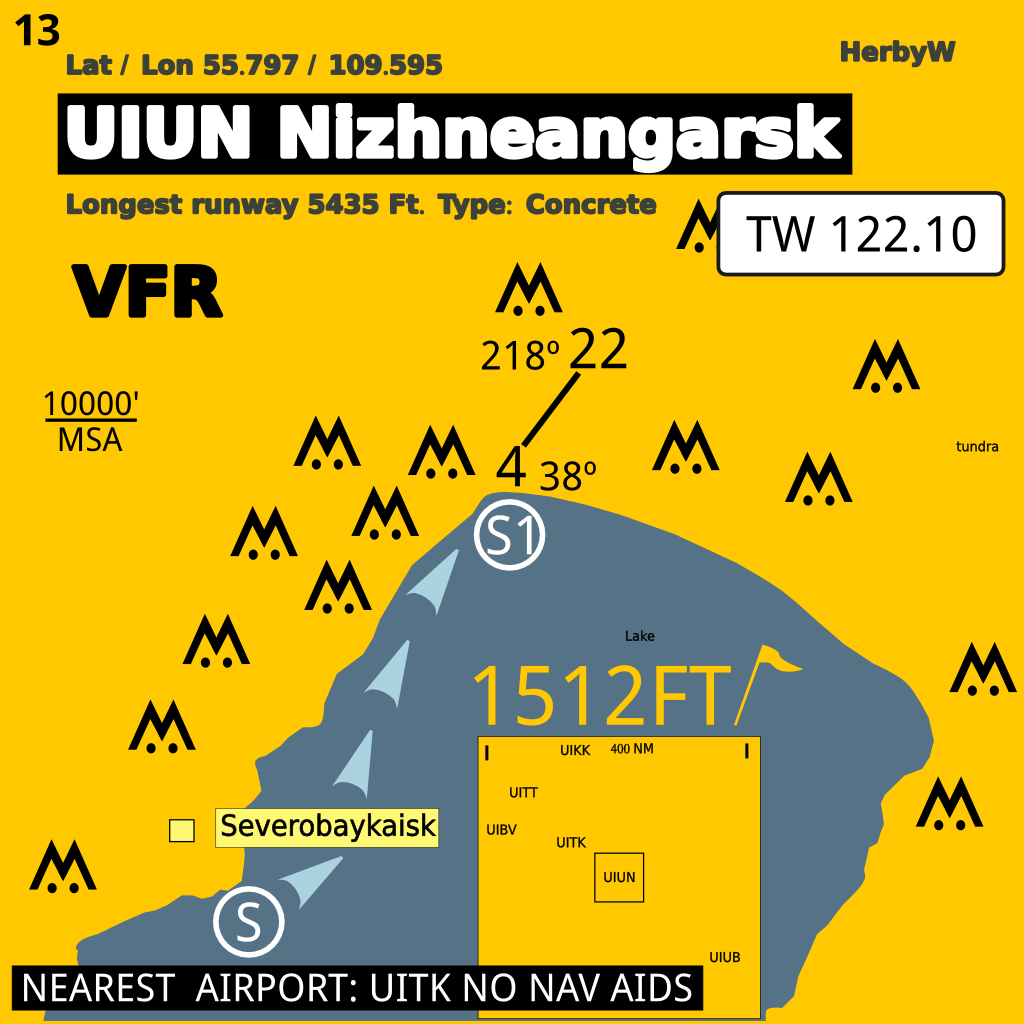 13
Lat / Lon 55.797 / 109.595
HerbyW
UIUN Nizhneangarsk
Longest runway 5435 Ft. Type: Concrete
TW 122.10
VFR
218º 22
10000'
MSA
4 38º
tundra
S1
Lake
1512FT
UIKK 400 NM
UITT
UIBV
Severobaykaisk
UITK
UIUN
S
UIUB
NEAREST AIRPORT: UITK NO NAV AIDS